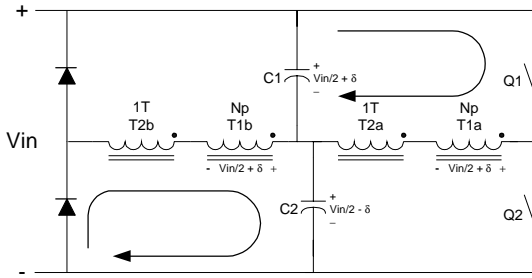 +
C1
+
Vin/2 + δ
–
Q1
1T
T2b
Np
T1b
1T
T2a
Np
T1a
Vin
- Vin/2 + δ +
- Vin/2 + δ +
C2
+
Vin/2 - δ
–
Q2
-